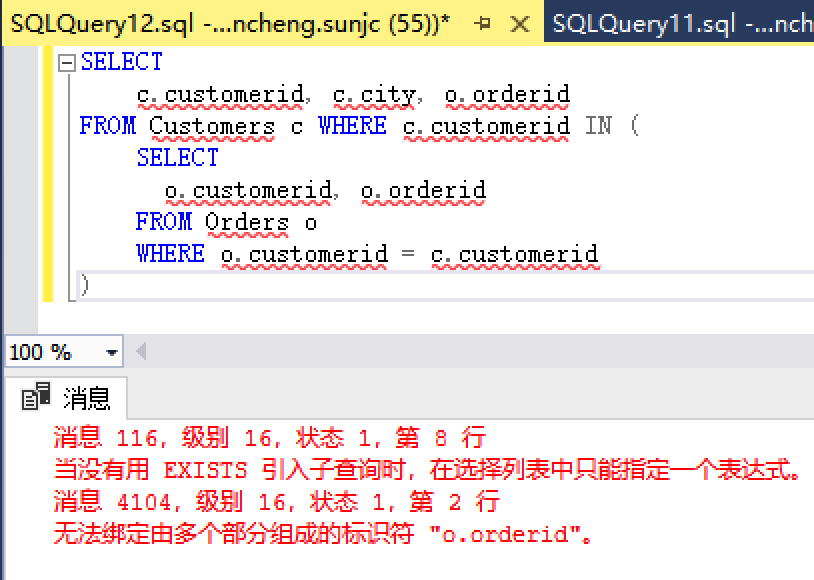 SQLQuery12.sql -...ncheng.sunjc (55))* SQLQuery11.sql -...nch
SELECT
c.customerid, c.city, o.orderid
FROM Customers c WHERE c.customerid IN (
SELECT
o.customerid, o.orderid
FROM Orders o
WHERE o.customerid = c.customerid
)
100 %
消息
消息 116，级别 16，状态 1，第 8 行
当没有用 EXISTS 引入子查询时，在选择列表中只能指定一个表达式。
消息 4104，级别 16，状态 1，第 2 行
无法绑定由多个部分组成的标识符 "o.orderid"。